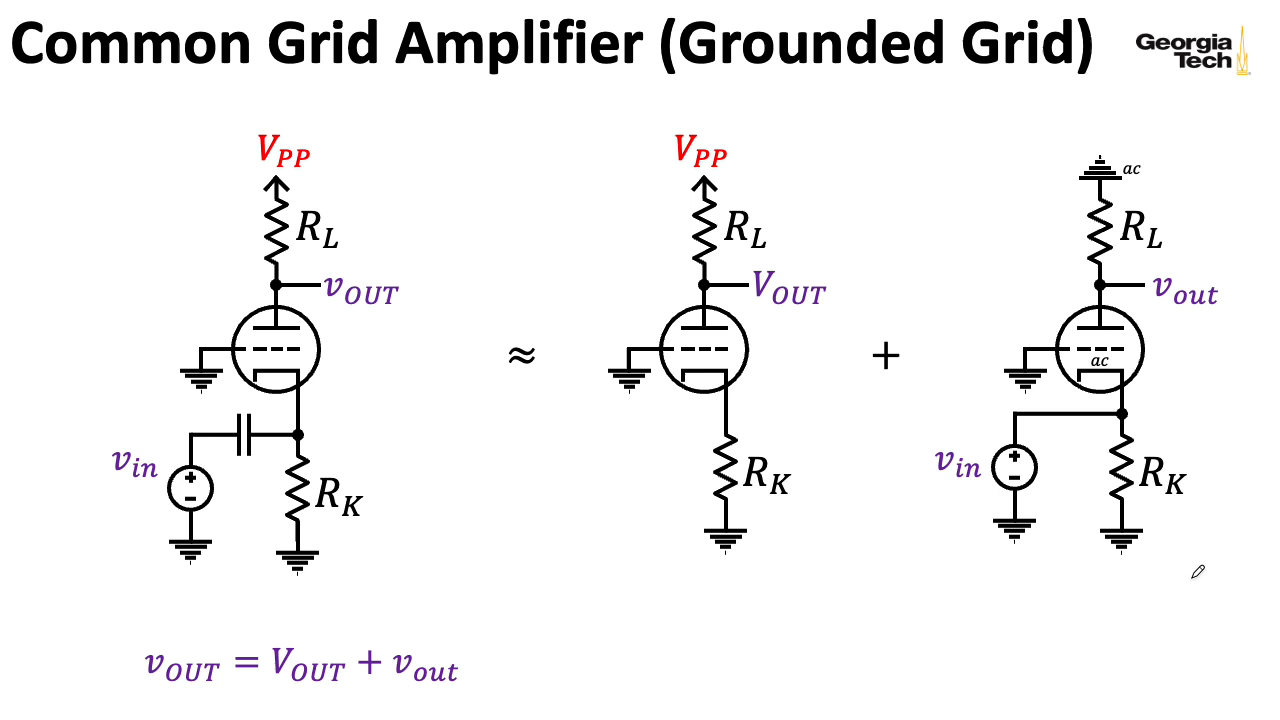 Common Grid Amplifier (Grounded Grid)
Georgia
Tech
V_PP
R_L
v_OUT
v_in
R_K
≈
V_PP
R_L
V_OUT
R_K
+
ac
R_L
v_out
ac
v_in
R_K
v_OUT = V_OUT + v_out